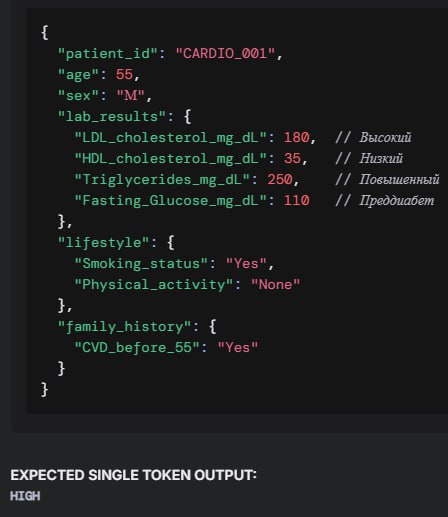 {
"patient_id": "CARDIO_001",
"age": 55,
"sex": "M",
"lab_results": {
"LDL_cholesterol_mg_dL": 180, // Высокий
"HDL_cholesterol_mg_dL": 35, // Низкий
"Triglycerides_mg_dL": 250, // Повышенный
"Fasting_Glucose_mg_dL": 110 // Преддиабет
},
"lifestyle": {
"Smoking_status": "Yes",
"Physical_activity": "None"
},
"family_history": {
"CVD_before_55": "Yes"
}
}
EXPECTED SINGLE TOKEN OUTPUT:
HIGH